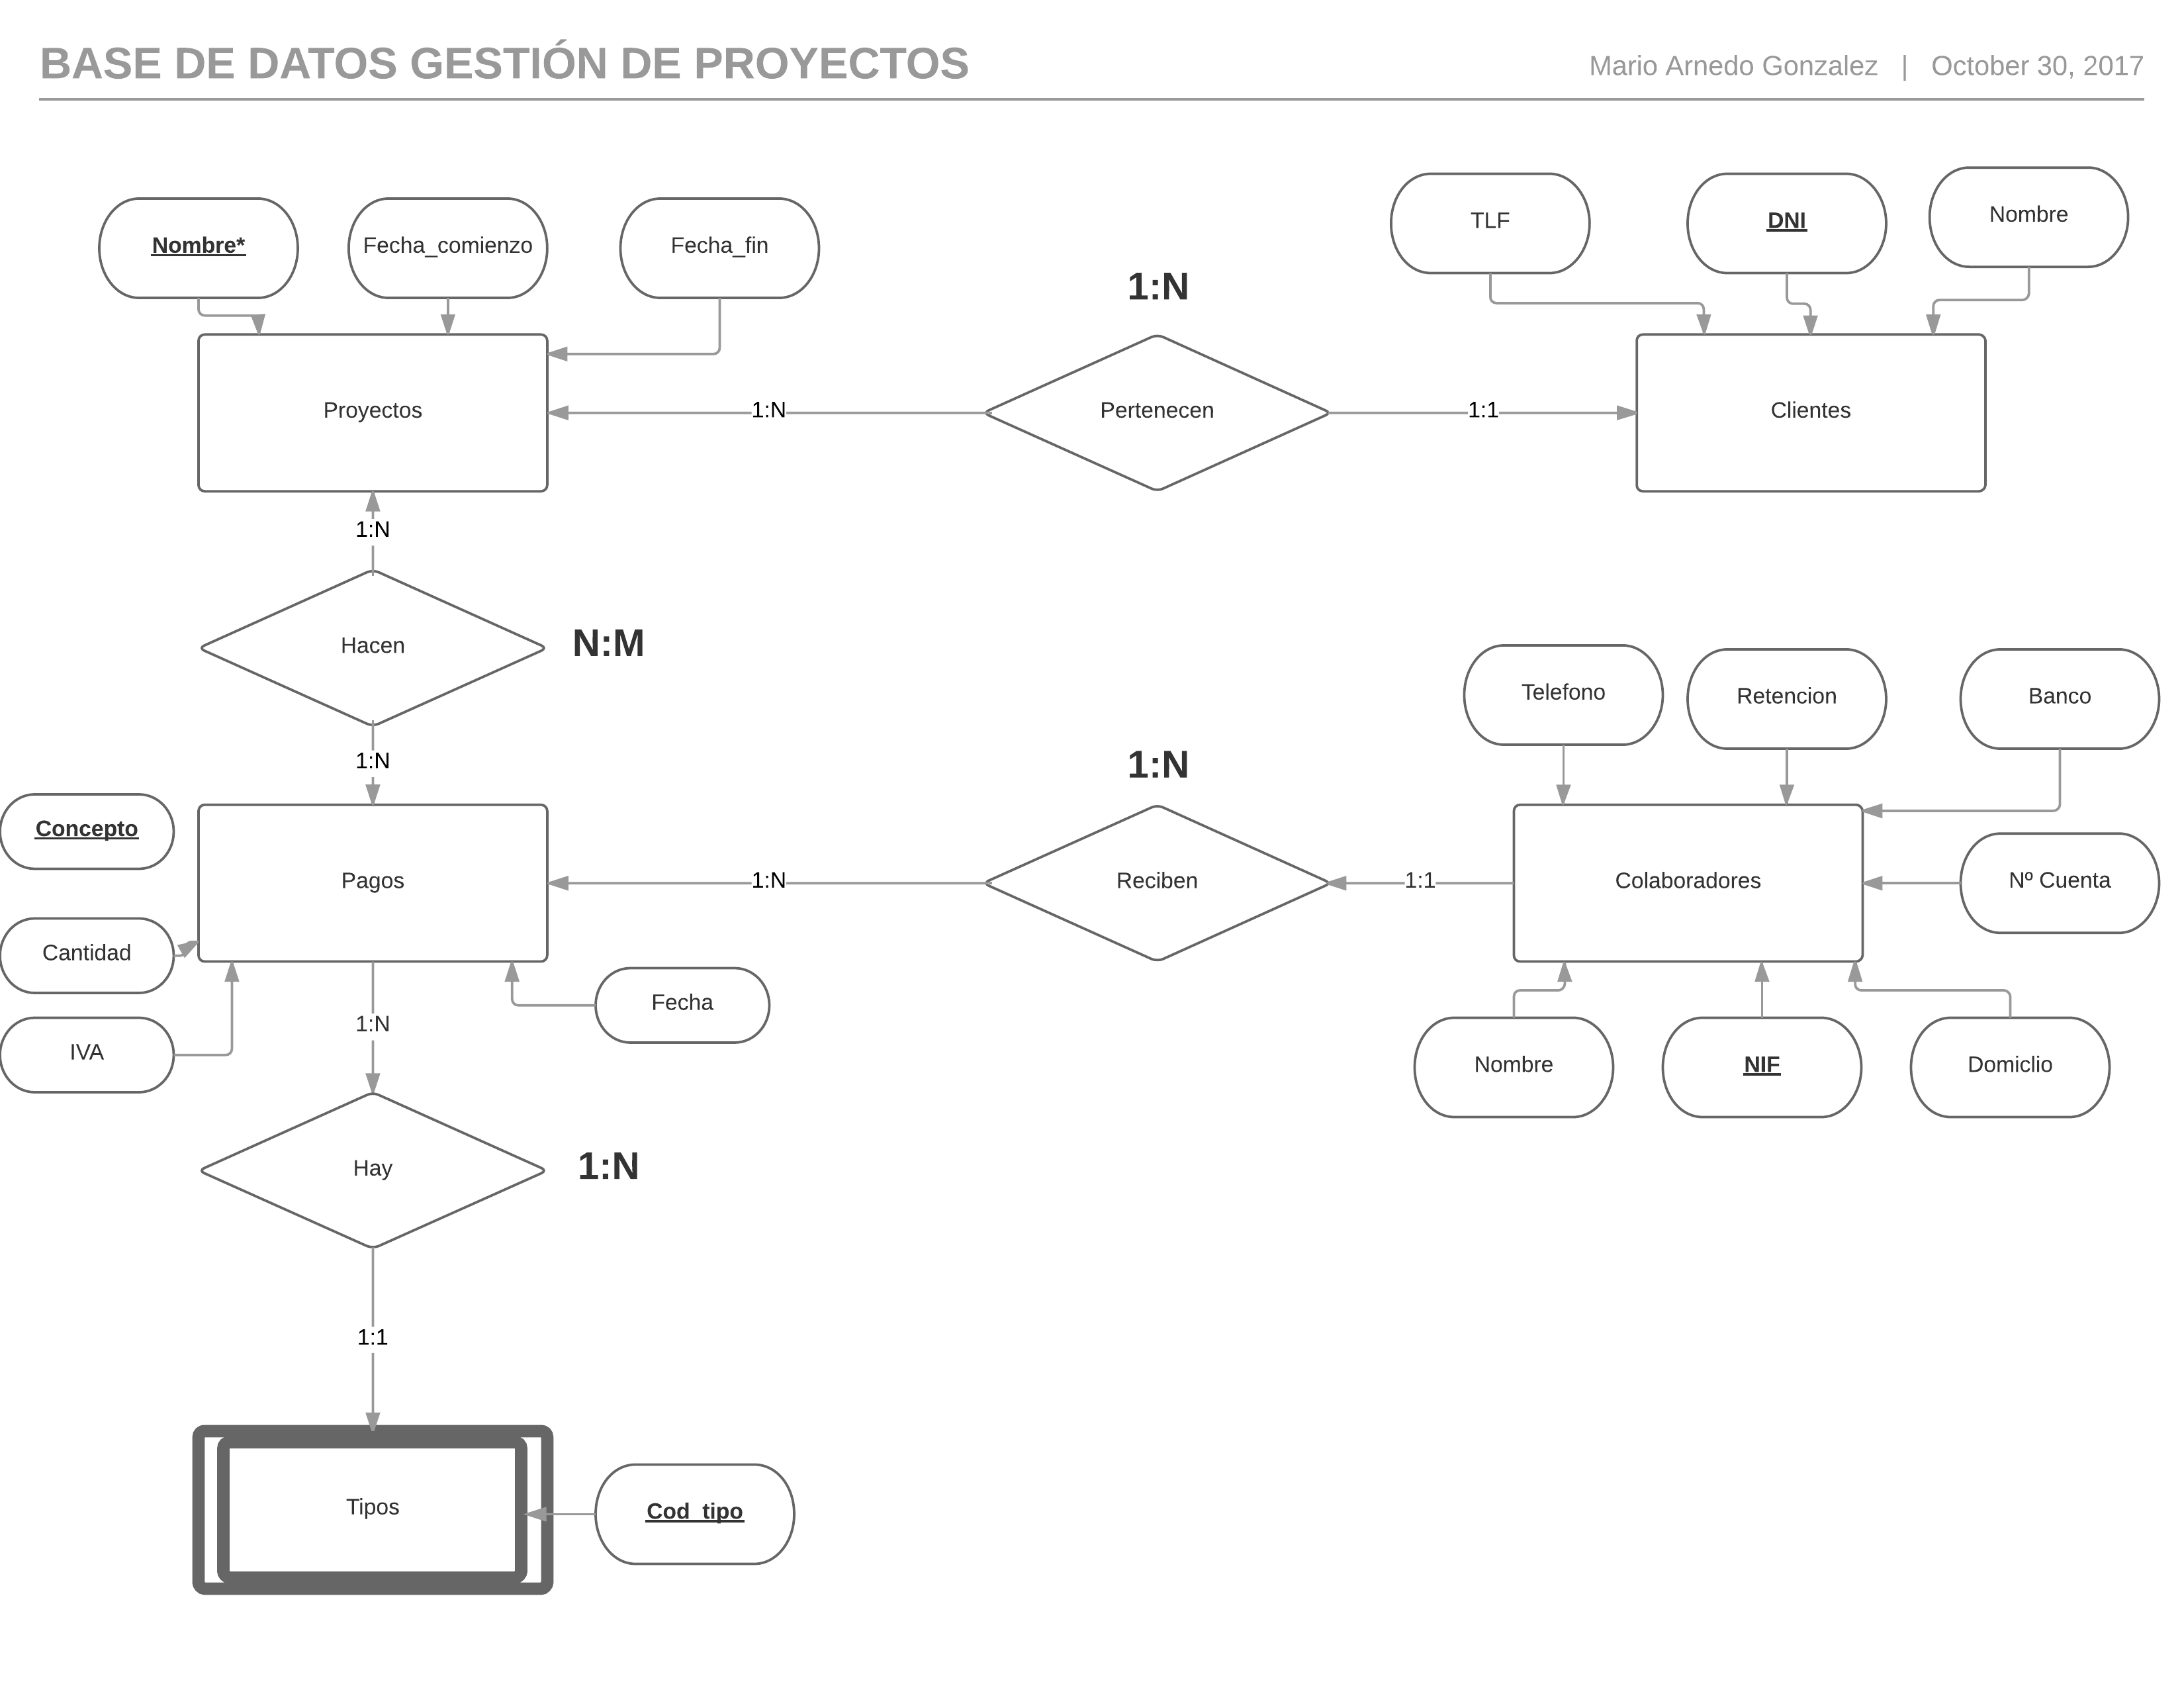 BASE DE DATOS GESTIÓN DE PROYECTOS
Mario Arnedo Gonzalez | October 30, 2017
Nombre*
Fecha_comienzo
Fecha_fin
TLF
DNI
Nombre
1:N
Proyectos
1:N
Pertenecen
1:1
Clientes
1:N
Hacen
N:M
1:N
Telefono
Retencion
Banco
1:N
Concepto
Pagos
1:N
Reciben
1:1
Colaboradores
Nº Cuenta
Cantidad
IVA
Fecha
1:N
Nombre
NIF
Domiclio
Hay
1:N
1:1
Tipos
Cod_tipo